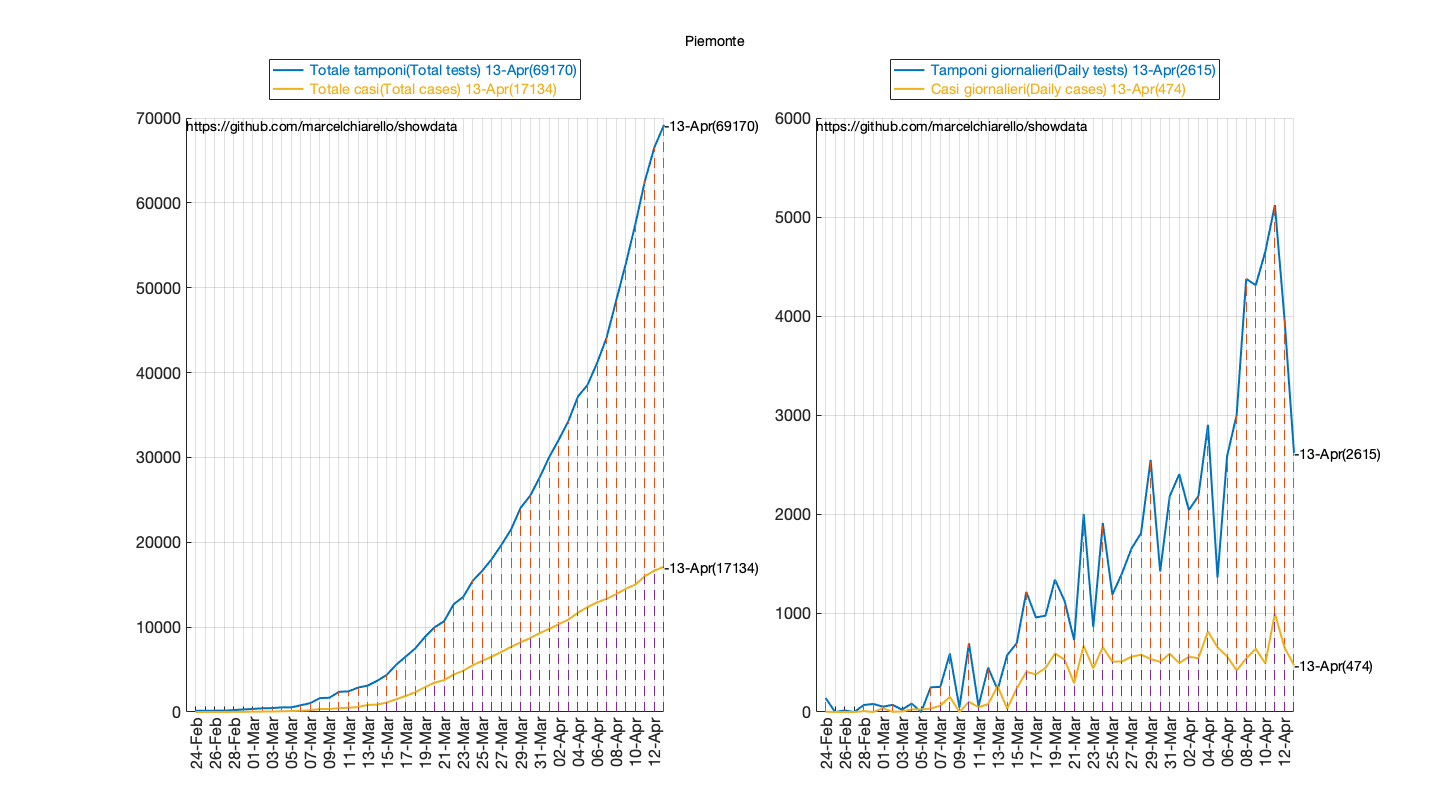 Piemonte
Totale tamponi(Total tests) 13-Apr(69170)
Totale casi(Total cases) 13-Apr(17134)
70000
60000
50000
40000
30000
20000
10000
0
https://github.com/marcelchiarello/showdata
13-Apr(69170)
13-Apr(17134)
24-Feb
26-Feb
28-Feb
01-Mar
03-Mar
05-Mar
07-Mar
09-Mar
11-Mar
13-Mar
15-Mar
17-Mar
19-Mar
21-Mar
23-Mar
25-Mar
27-Mar
29-Mar
31-Mar
02-Apr
04-Apr
06-Apr
08-Apr
10-Apr
12-Apr
Tamponi giornalieri(Daily tests) 13-Apr(2615)
Casi giornalieri(Daily cases) 13-Apr(474)
6000
5000
4000
3000
2000
1000
0
https://github.com/marcelchiarello/showdata
13-Apr(2615)
13-Apr(474)
24-Feb
26-Feb
28-Feb
01-Mar
03-Mar
05-Mar
07-Mar
09-Mar
11-Mar
13-Mar
15-Mar
17-Mar
19-Mar
21-Mar
23-Mar
25-Mar
27-Mar
29-Mar
31-Mar
02-Apr
04-Apr
06-Apr
08-Apr
10-Apr
12-Apr